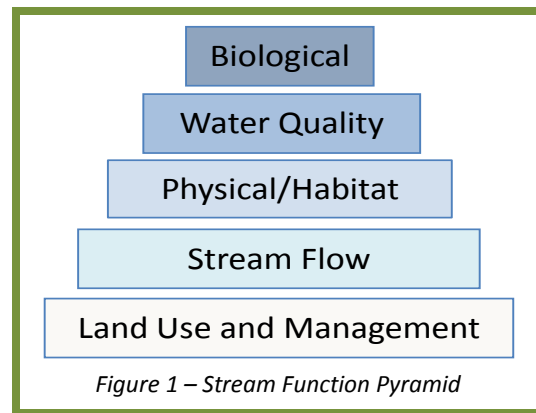 Biological
Water Quality
Physical/Habitat
Stream Flow
Land Use and Management
Figure 1 – Stream Function Pyramid